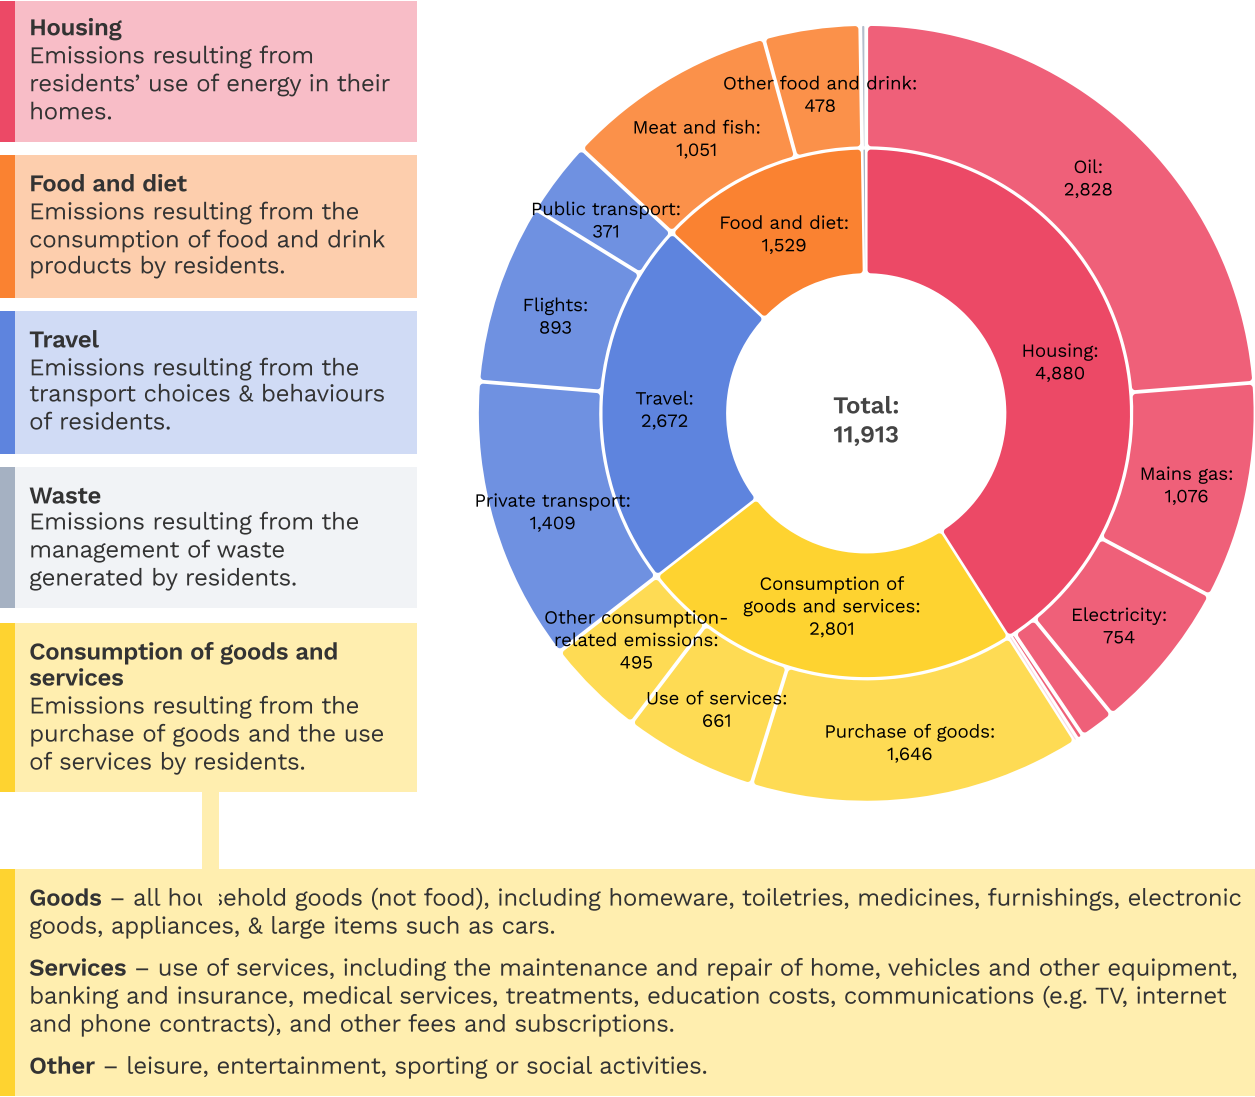 Housing
Emissions resulting from
residents’ use of energy in their
homes.
Food and diet
Emissions resulting from the
consumption of food and drink
products by residents.
Travel
Emissions resulting from the
transport choices & behaviours
of residents.
Waste
Emissions resulting from the
management of waste
generated by residents.
Consumption of goods and
services
Emissions resulting from the
purchase of goods and the use
of services by residents.
Other food and drink:
478
Meat and fish:
1,051
Oil:
2,828
Public transport:
371
Food and diet:
1,529
Flights:
893
Housing:
4,880
Travel:
2,672
Total:
11,913
Mains gas:
1,076
Private transport:
1,409
Consumption of
goods and services:
2,801
Electricity:
754
Other consumption-
related emissions:
495
Use of services:
661
Purchase of goods:
1,646
Goods – all household goods (not food), including homeware, toiletries, medicines, furnishings, electronic
goods, appliances, & large items such as cars.
Services – use of services, including the maintenance and repair of home, vehicles and other equipment,
banking and insurance, medical services, treatments, education costs, communications (e.g. TV, internet
and phone contracts), and other fees and subscriptions.
Other – leisure, entertainment, sporting or social activities.